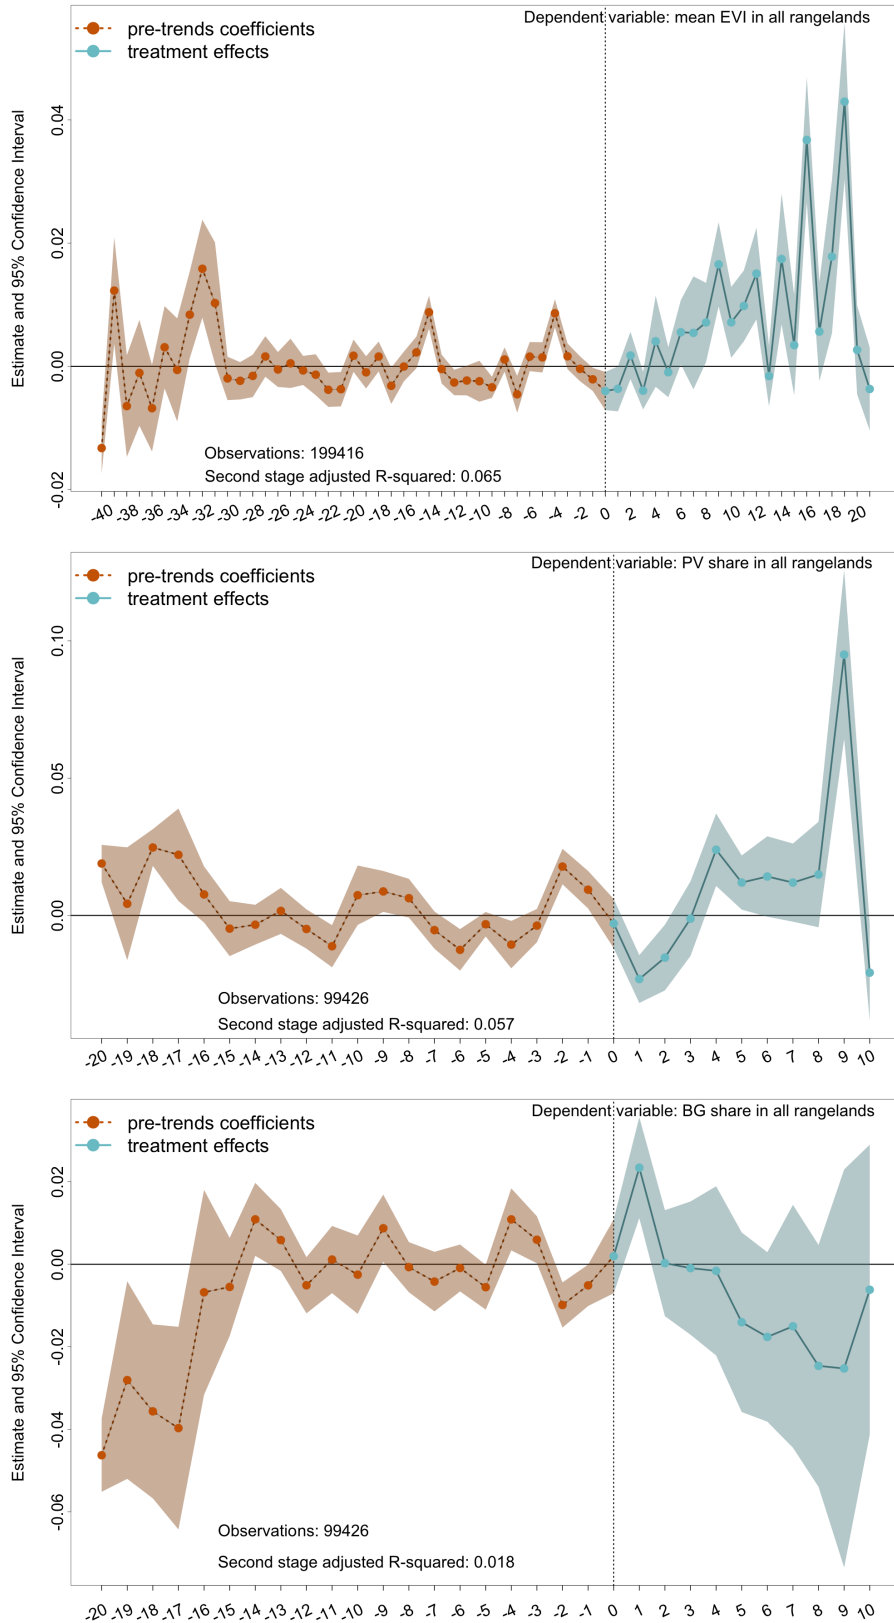 Dependent variable: mean EVI in all rangelands
pre-trends coefficients
treatment effects
Estimate and 95% Confidence Interval
0.04
0.02
0.00
-0.02
Observations: 199416
Second stage adjusted R-squared: 0.065
-40 -38 -36 -34 -32 -30 -28 -26 -24 -22 -20 -18 -16 -14 -12 -10 -8 -6 -4 -2 0 2 4 6 8 10 12 14 16 18 20
Dependent variable: PV share in all rangelands
pre-trends coefficients
treatment effects
Estimate and 95% Confidence Interval
0.10
0.05
0.00
Observations: 99426
Second stage adjusted R-squared: 0.057
-20 -19 -18 -17 -16 -15 -14 -13 -12 -11 -10 -9 -8 -7 -6 -5 -4 -3 -2 -1 0 1 2 3 4 5 6 7 8 9 10
Dependent variable: BG share in all rangelands
pre-trends coefficients
treatment effects
Estimate and 95% Confidence Interval
0.02
0.00
-0.02
-0.04
-0.06
Observations: 99426
Second stage adjusted R-squared: 0.018
-20 -19 -18 -17 -16 -15 -14 -13 -12 -11 -10 -9 -8 -7 -6 -5 -4 -3 -2 -1 0 1 2 3 4 5 6 7 8 9 10